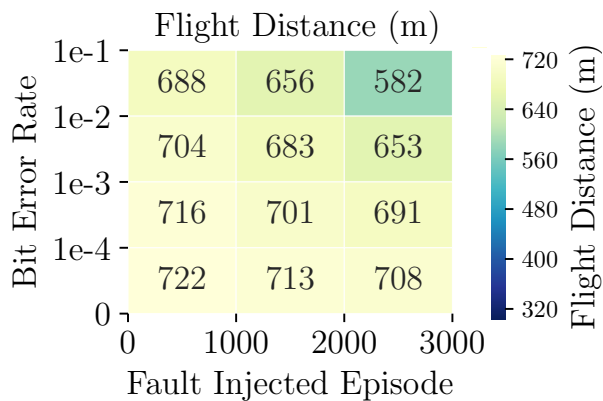 Flight Distance (m)
1e-1
688 656 582
1e-2
704 683 653
1e-3
716 701 691
1e-4
722 713 708
0
0 1000 2000 3000
Fault Injected Episode
Bit Error Rate
720
640
560
480
400
320
Flight Distance (m)